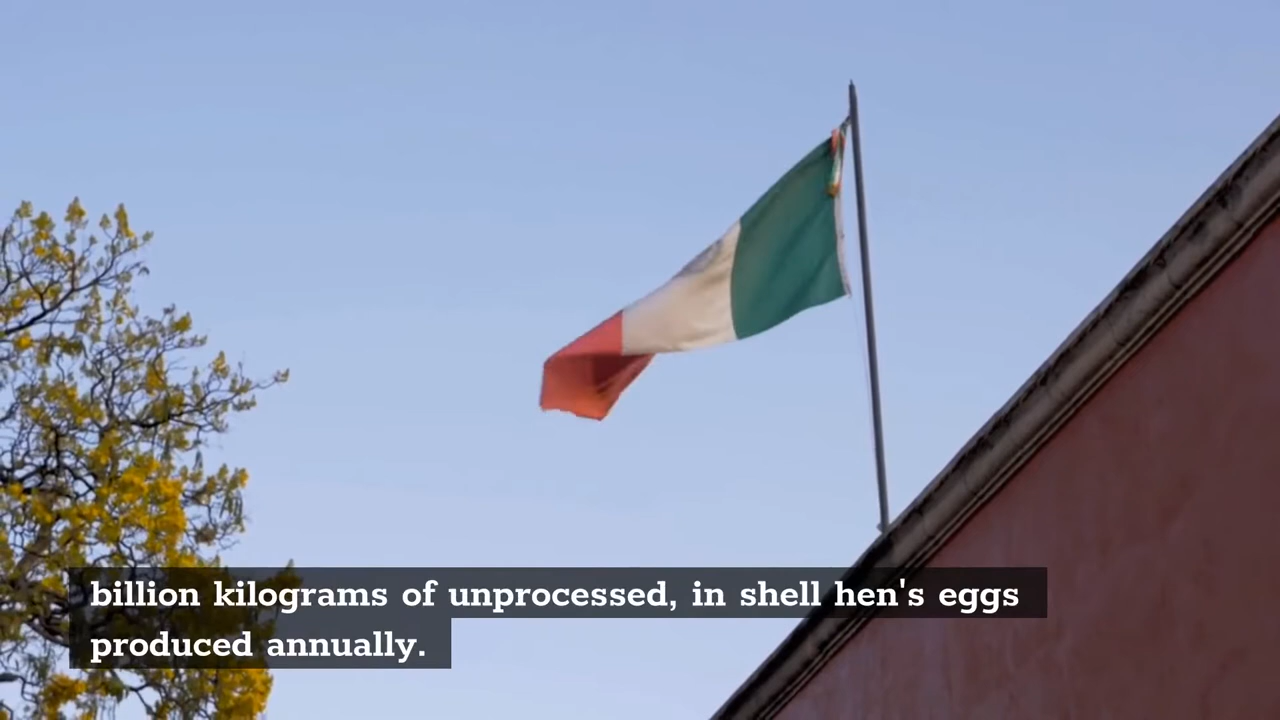 billion kilograms of unprocessed, in shell hen's eggs
produced annually.